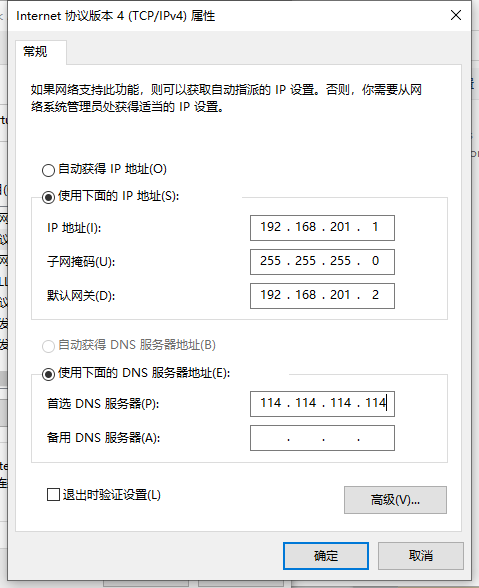 Internet 协议版本 4 (TCP/IPv4) 属性
常规
如果网络支持此功能，则可以获取自动指派的 IP 设置。否则，你需要从网
络系统管理员处获得适当的 IP 设置。
自动获得 IP 地址(O)
使用下面的 IP 地址(S):
IP 地址(I): 192 . 168 . 201 . 1
子网掩码(U): 255 . 255 . 255 . 0
默认网关(D): 192 . 168 . 201 . 2
自动获得 DNS 服务器地址(B)
使用下面的 DNS 服务器地址(E):
首选 DNS 服务器(P): 114 . 114 . 114 . 114
备用 DNS 服务器(A): . . .
退出时验证设置(L)
高级(V)...
确定
取消